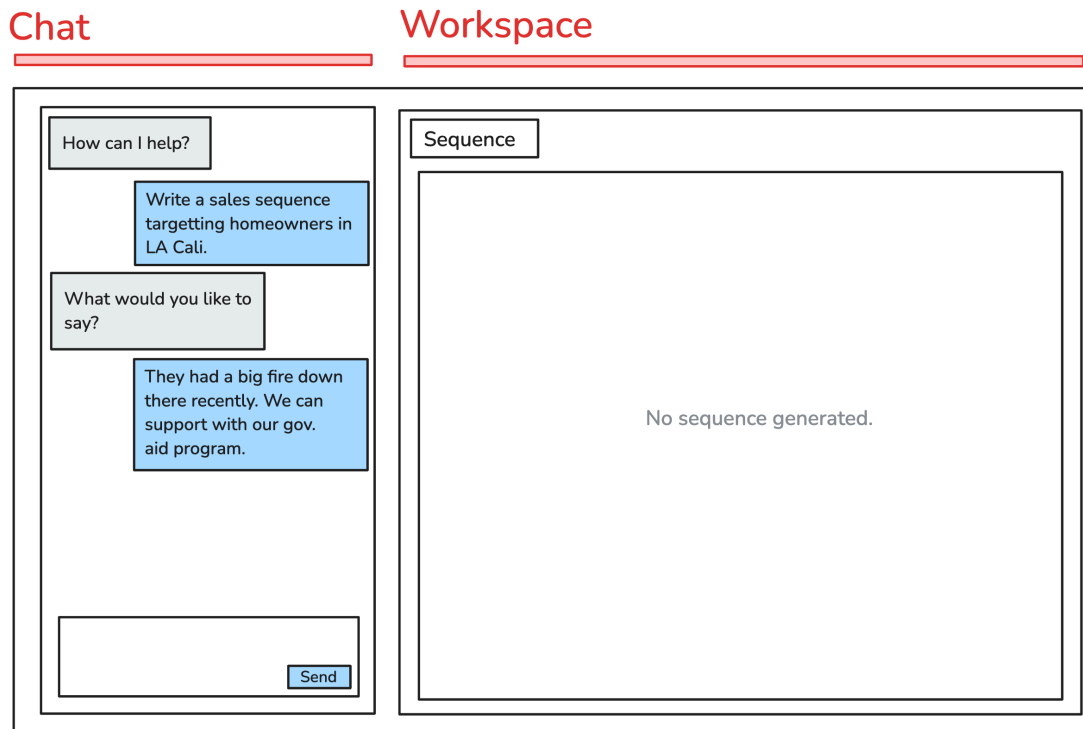 Chat
Workspace
How can I help?
Write a sales sequence
targetting homeowners in
LA Cali.
What would you like to
say?
They had a big fire down
there recently. We can
support with our gov.
aid program.
Send
Sequence
No sequence generated.